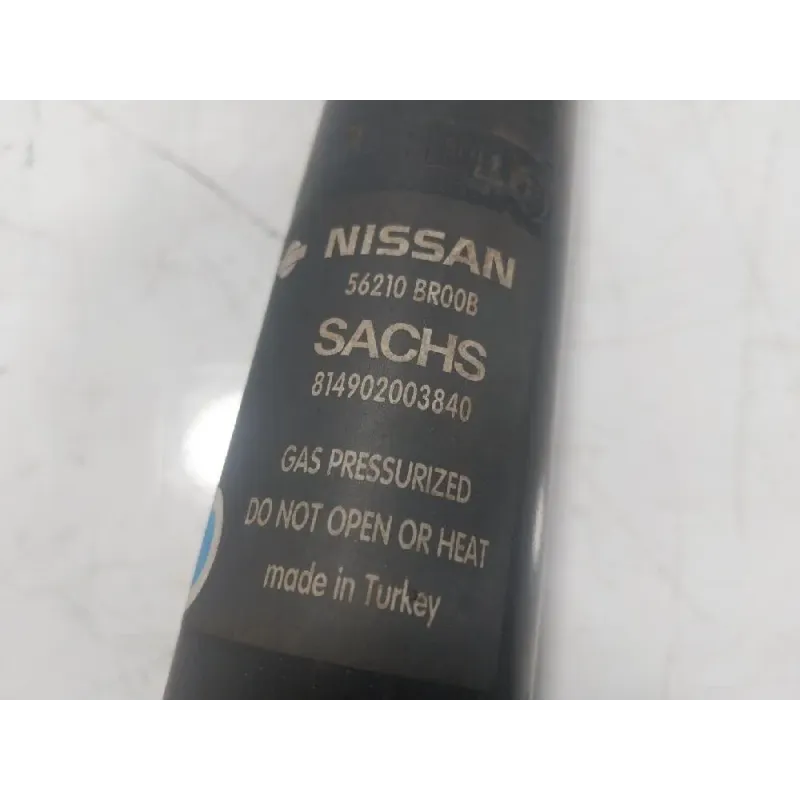 NISSAN
56210 BR00B
SACHS
814902003840
GAS PRESSURIZED
DO NOT OPEN OR HEAT
made in Turkey